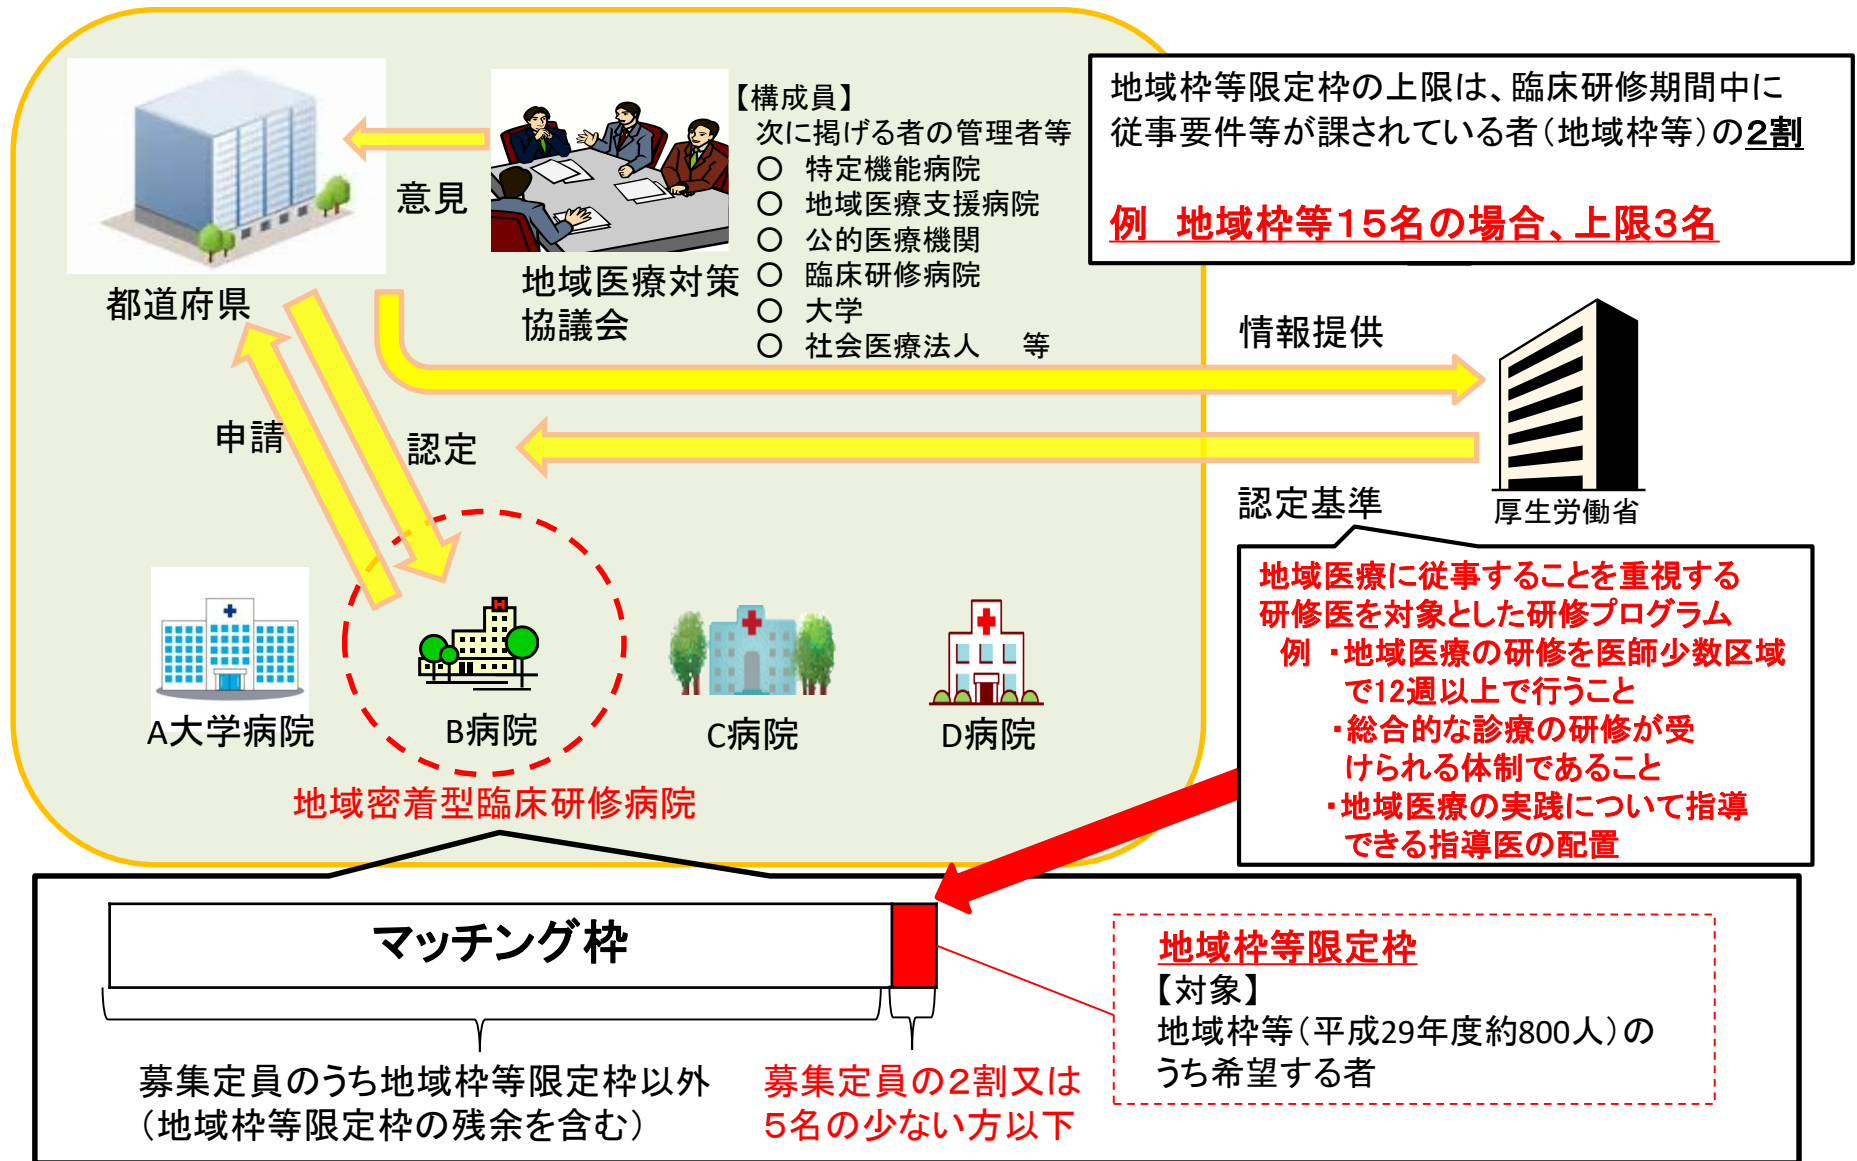 地域枠等限定枠の上限は、臨床研修期間中に
従事要件等が課されている者(地域枠等)の2割
例 地域枠等15名の場合、上限3名
【構成員】
次に掲げる者の管理者等
○ 特定機能病院
○ 地域医療支援病院
○ 公的医療機関
○ 臨床研修病院
○ 大学
○ 社会医療法人 等
意見
都道府県
地域医療対策
協議会
情報提供
申請
認定
認定基準
厚生労働省
地域医療に従事することを重視する
研修医を対象とした研修プログラム
例 ・地域医療の研修を医師少数区域
で12週以上で行うこと
・総合的な診療の研修が受
けられる体制であること
・地域医療の実践について指導
できる指導医の配置
H
A大学病院
B病院
C病院
D病院
地域密着型臨床研修病院
マッチング枠
地域枠等限定枠
【対象】
地域枠等(平成29年度約800人)の
うち希望する者
募集定員のうち地域枠等限定枠以外
(地域枠等限定枠の残余を含む)
募集定員の2割又は
5名の少ない方以下